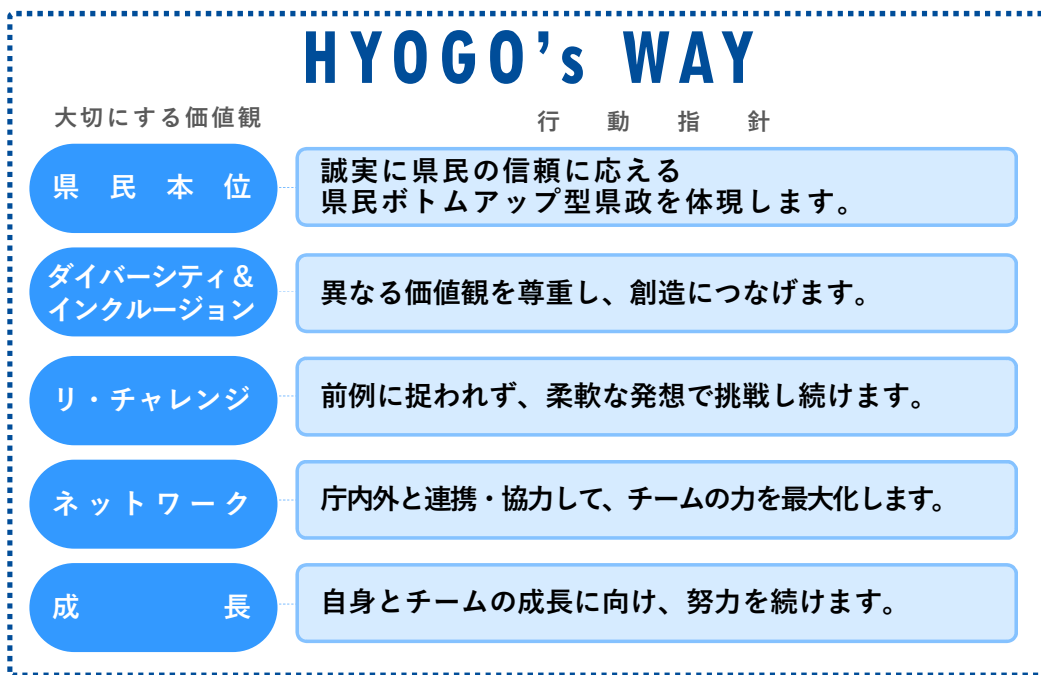 HYOGO's WAY
大切にする価値観
行動指針
県民本位
誠実に県民の信頼に応える
県民ボトムアップ型県政を体現します。
ダイバーシティ&
インクルージョン
異なる価値観を尊重し、創造につなげます。
リ・チャレンジ
前例に捉われず、柔軟な発想で挑戦し続けます。
ネットワーク
庁内外と連携・協力して、チームの力を最大化します。
成長
自身とチームの成長に向け、努力を続けます。